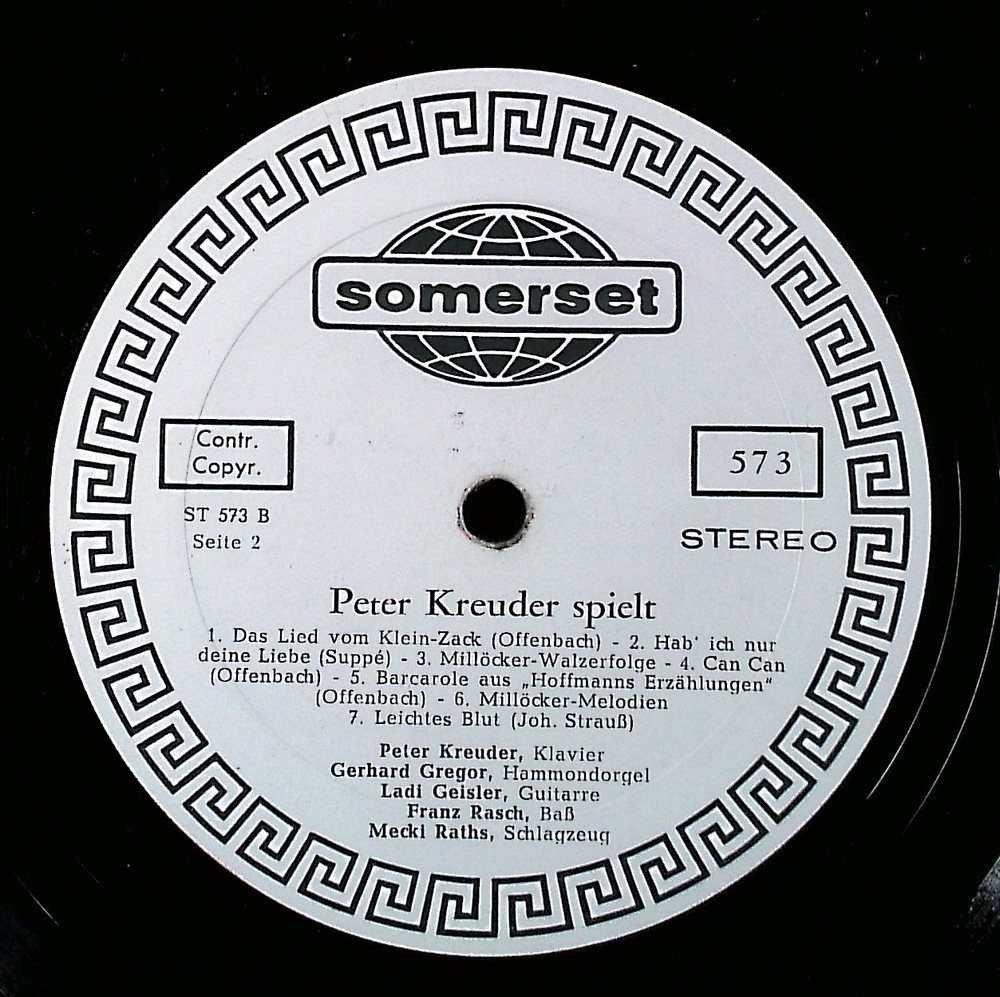 somerset
Contr.
Copyr.
573
ST 573 B
Seite 2
STEREO
Peter Kreuder spielt
1. Das Lied vom Klein-Zack (Offenbach) - 2. Hab' ich nur
deine Liebe (Suppé) - 3. Millöcker-Walzerfolge - 4. Can Can
(Offenbach) - 5. Barcarole aus „Hoffmanns Erzählungen"
(Offenbach) - 6. Millöcker-Melodien
7. Leichtes Blut (Joh. Strauß)
Peter Kreuder, Klavier
Gerhard Gregor, Hammondorgel
Ladi Geisler, Guitarre
Franz Rasch, Baß
Mecki Raths, Schlagzeug